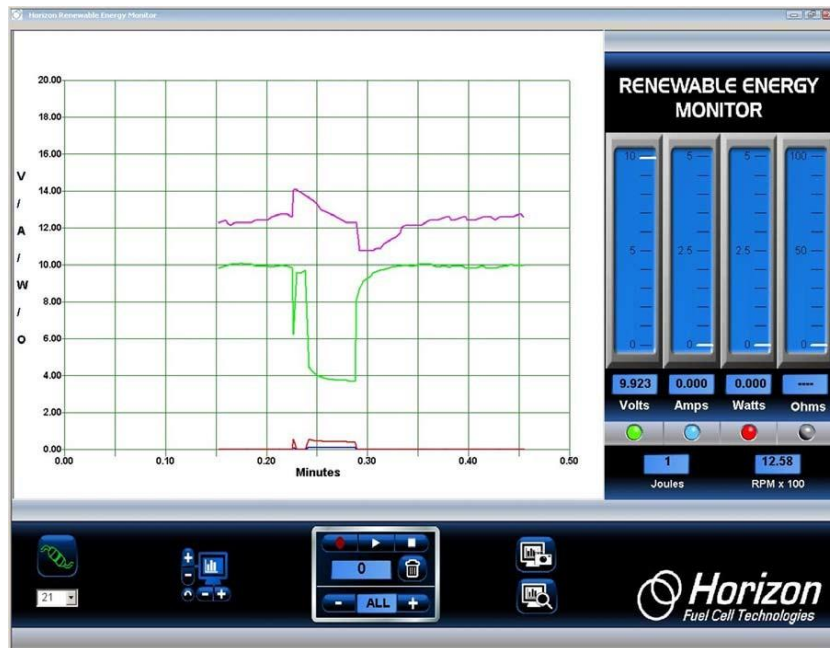 Horizon Renewable Energy Monitor
RENEWABLE ENERGY
MONITOR
20.00
18.00
16.00
14.00
12.00
10.00
8.00
6.00
4.00
2.00
0.00
V
/
A
/
W
/
O
0.00 0.10 0.20 0.30 0.40 0.50
Minutes
10 5 5 100
5 2.5 2.5 50
0 0 0 0
9.923 0.000 0.000 ----
Volts Amps Watts Ohms
1 12.58
Joules RPM x 100
21
0
ALL
Horizon
Fuel Cell Technologies